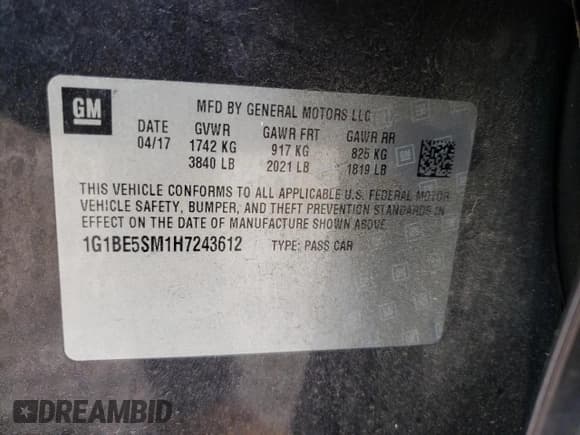 GM
MFD BY GENERAL MOTORS LLC
DATE GVWR GAWR FRT GAWR RR
04/17 1742 KG 917 KG 825 KG
3840 LB 2021 LB 1819 LB
THIS VEHICLE CONFORMS TO ALL APPLICABLE U.S. FEDERAL MOTOR
VEHICLE SAFETY, BUMPER, AND THEFT PREVENTION STANDARDS IN
EFFECT ON THE DATE OF MANUFACTURE SHOWN ABOVE.
1G1BE5SM1H7243612 TYPE: PASS CAR
DREAMBID